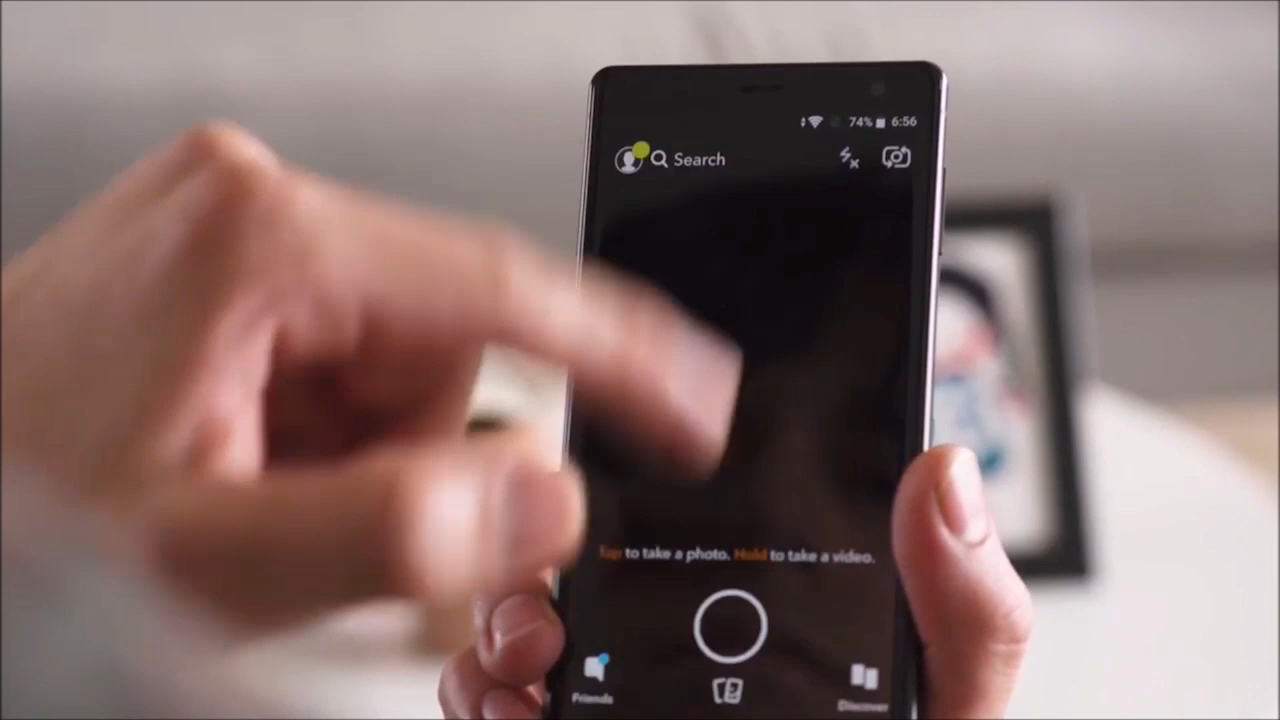 74% 6:56
Search
Tap to take a photo. Hold to take a video.
Friends
Discover